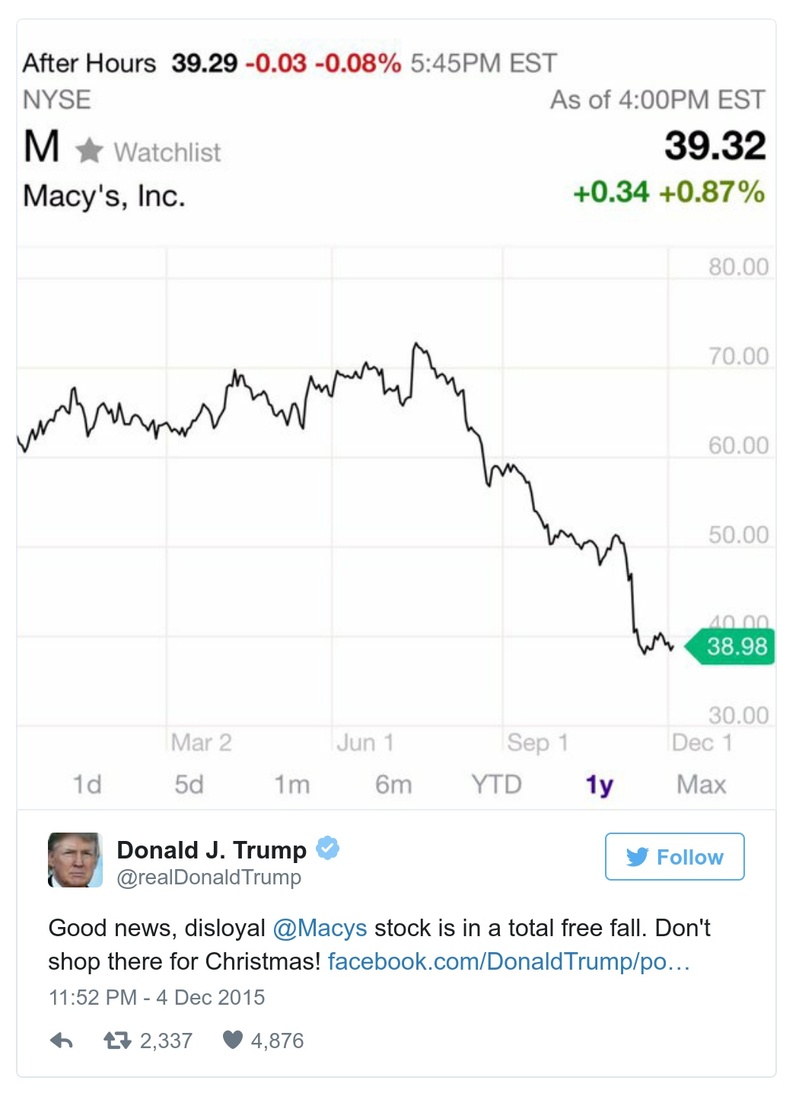 After Hours 39.29 -0.03 -0.08% 5:45PM EST
NYSE As of 4:00PM EST
M ★ Watchlist 39.32
Macy's, Inc. +0.34 +0.87%
80.00
70.00
60.00
50.00
40.00
38.98
30.00
Mar 2 Jun 1 Sep 1 Dec 1
1d 5d 1m 6m YTD 1y Max
Donald J. Trump
@realDonaldTrump
Follow
Good news, disloyal @Macys stock is in a total free fall. Don't
shop there for Christmas! facebook.com/DonaldTrump/po…
11:52 PM - 4 Dec 2015
2,337 4,876